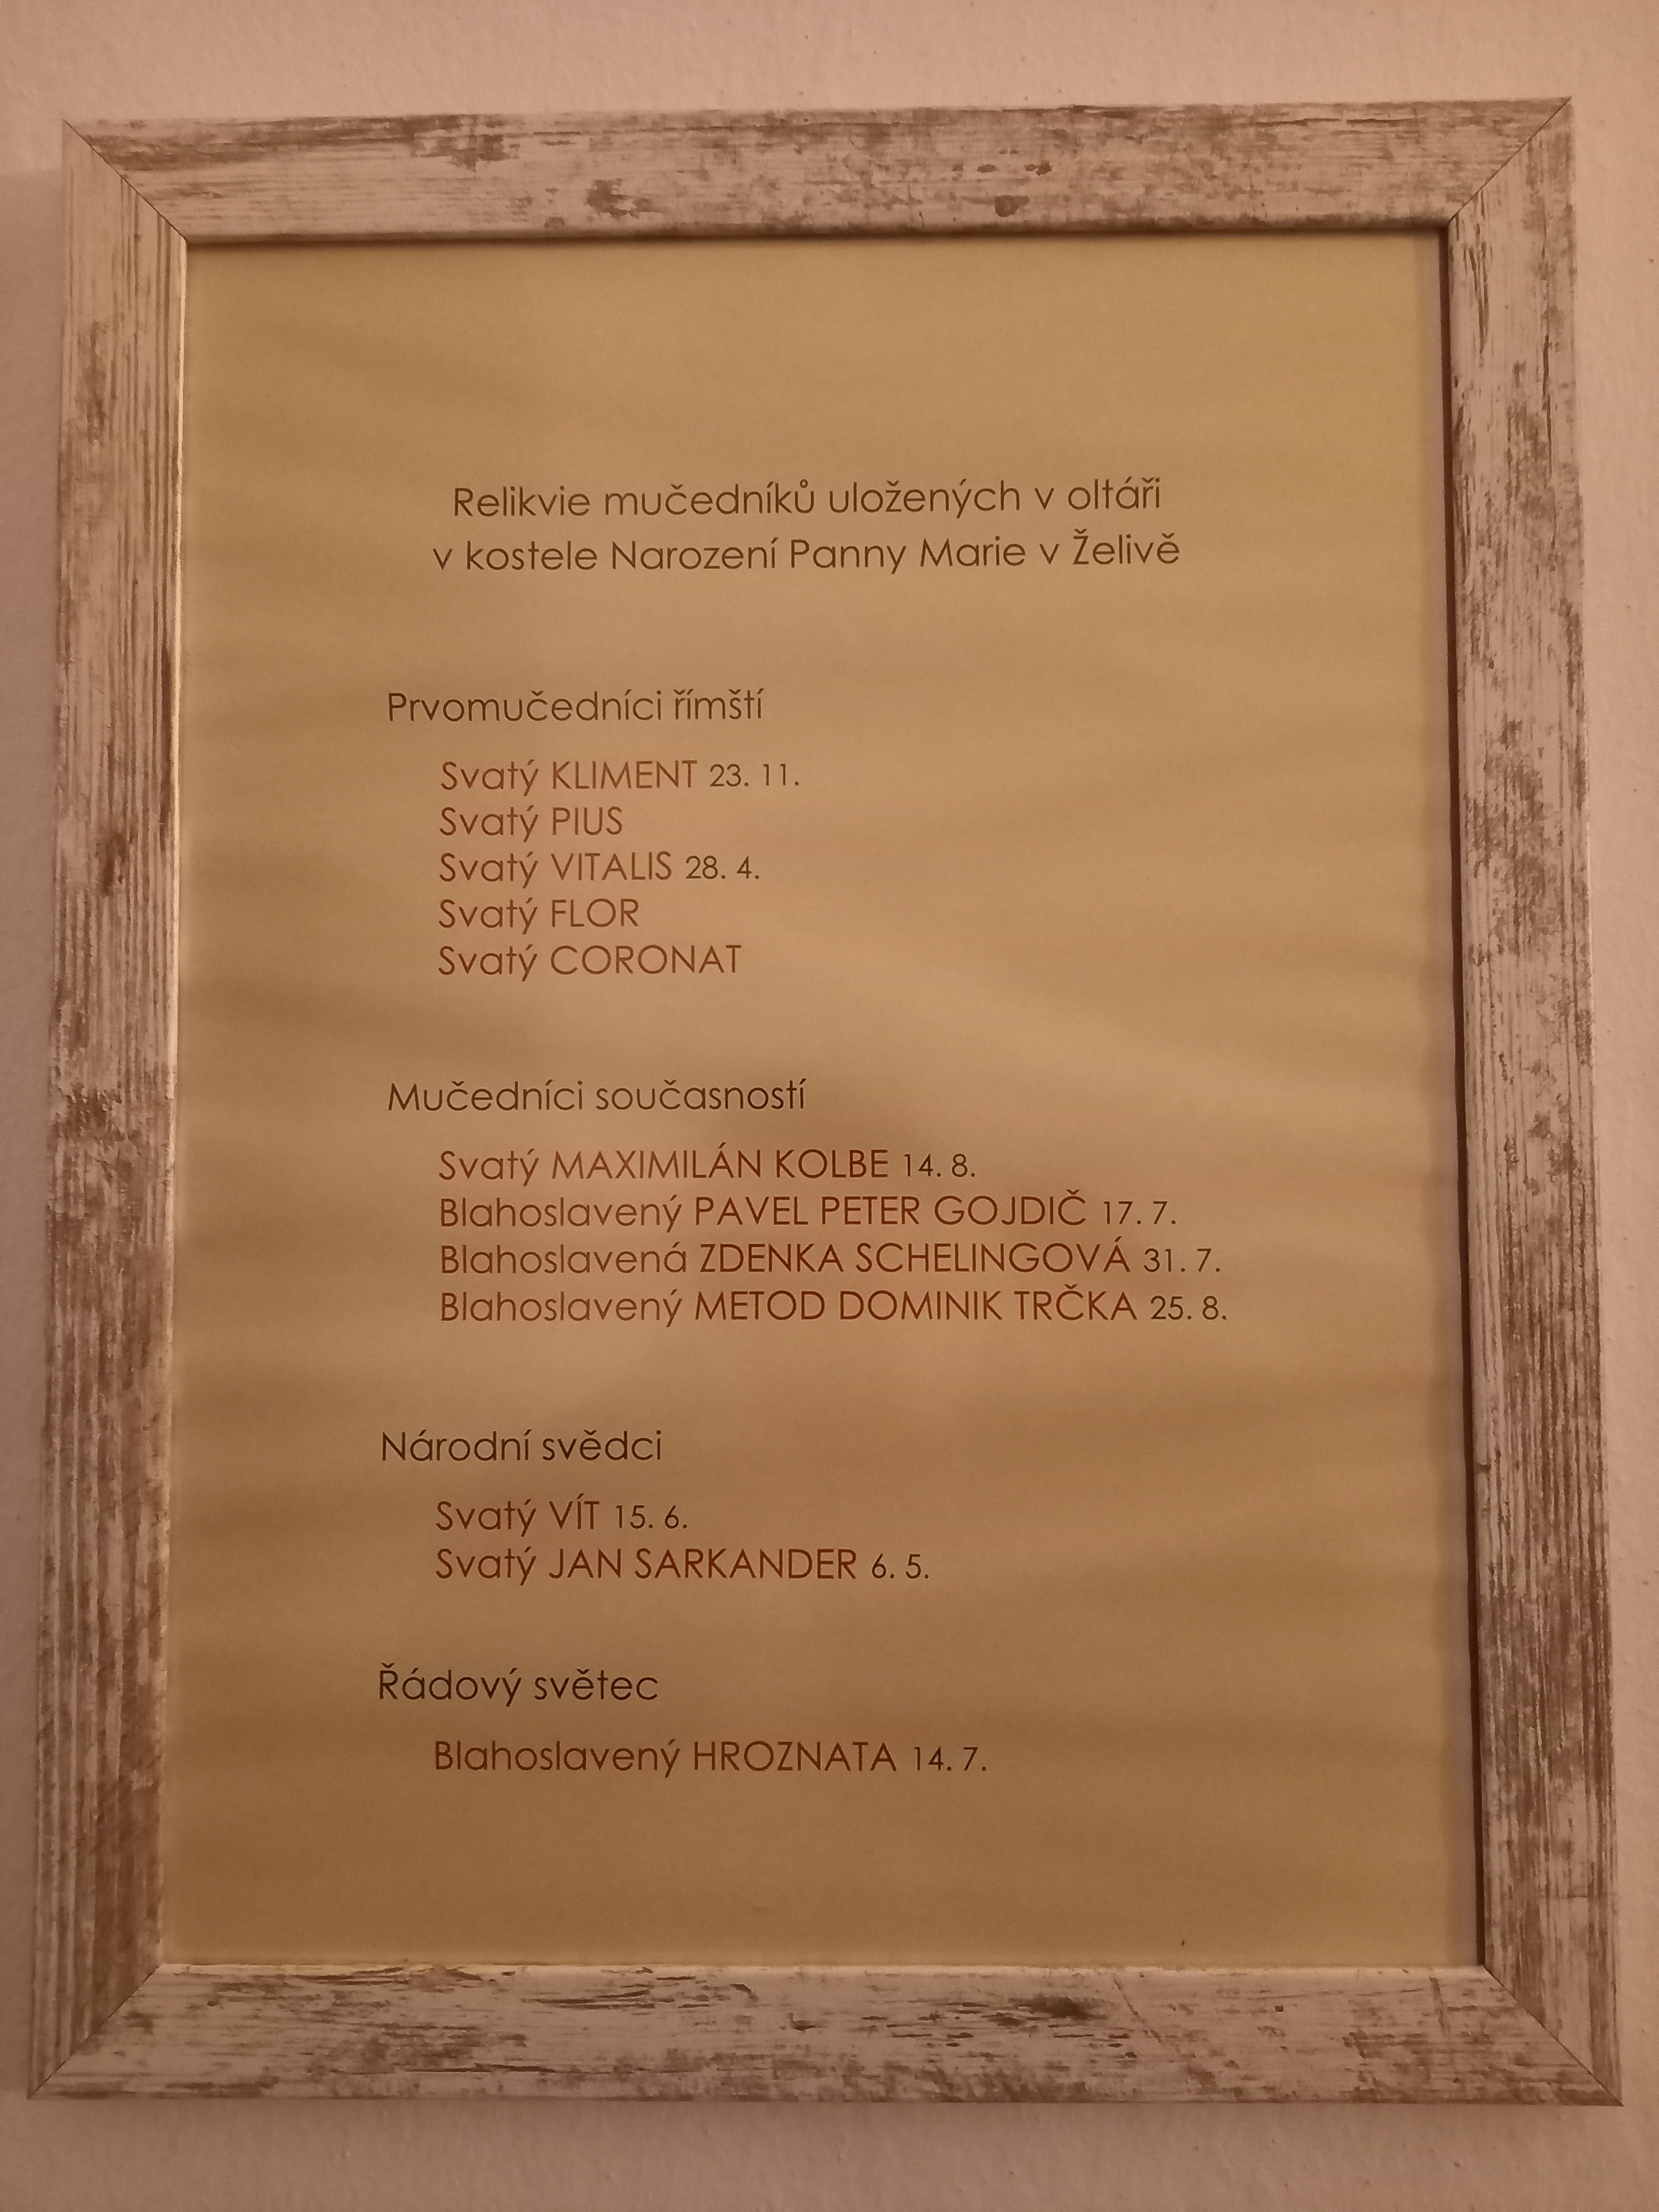 Relikvie mučedníků uložených v oltáři
v kostele Narození Panny Marie v Želivě
Prvomučedníci římští
Svatý KLIMENT 23. 11.
Svatý PIUS
Svatý VITALIS 28. 4.
Svatý FLOR
Svatý CORONAT
Mučedníci současností
Svatý MAXIMILÁN KOLBE 14. 8.
Blahoslavený PAVEL PETER GOJDIČ 17. 7.
Blahoslavená ZDENKA SCHELINGOVÁ 31. 7.
Blahoslavený METOD DOMINIK TRČKA 25. 8.
Národní svědci
Svatý VÍT 15. 6.
Svatý JAN SARKANDER 6. 5.
Řádový světec
Blahoslavený HROZNATA 14. 7.